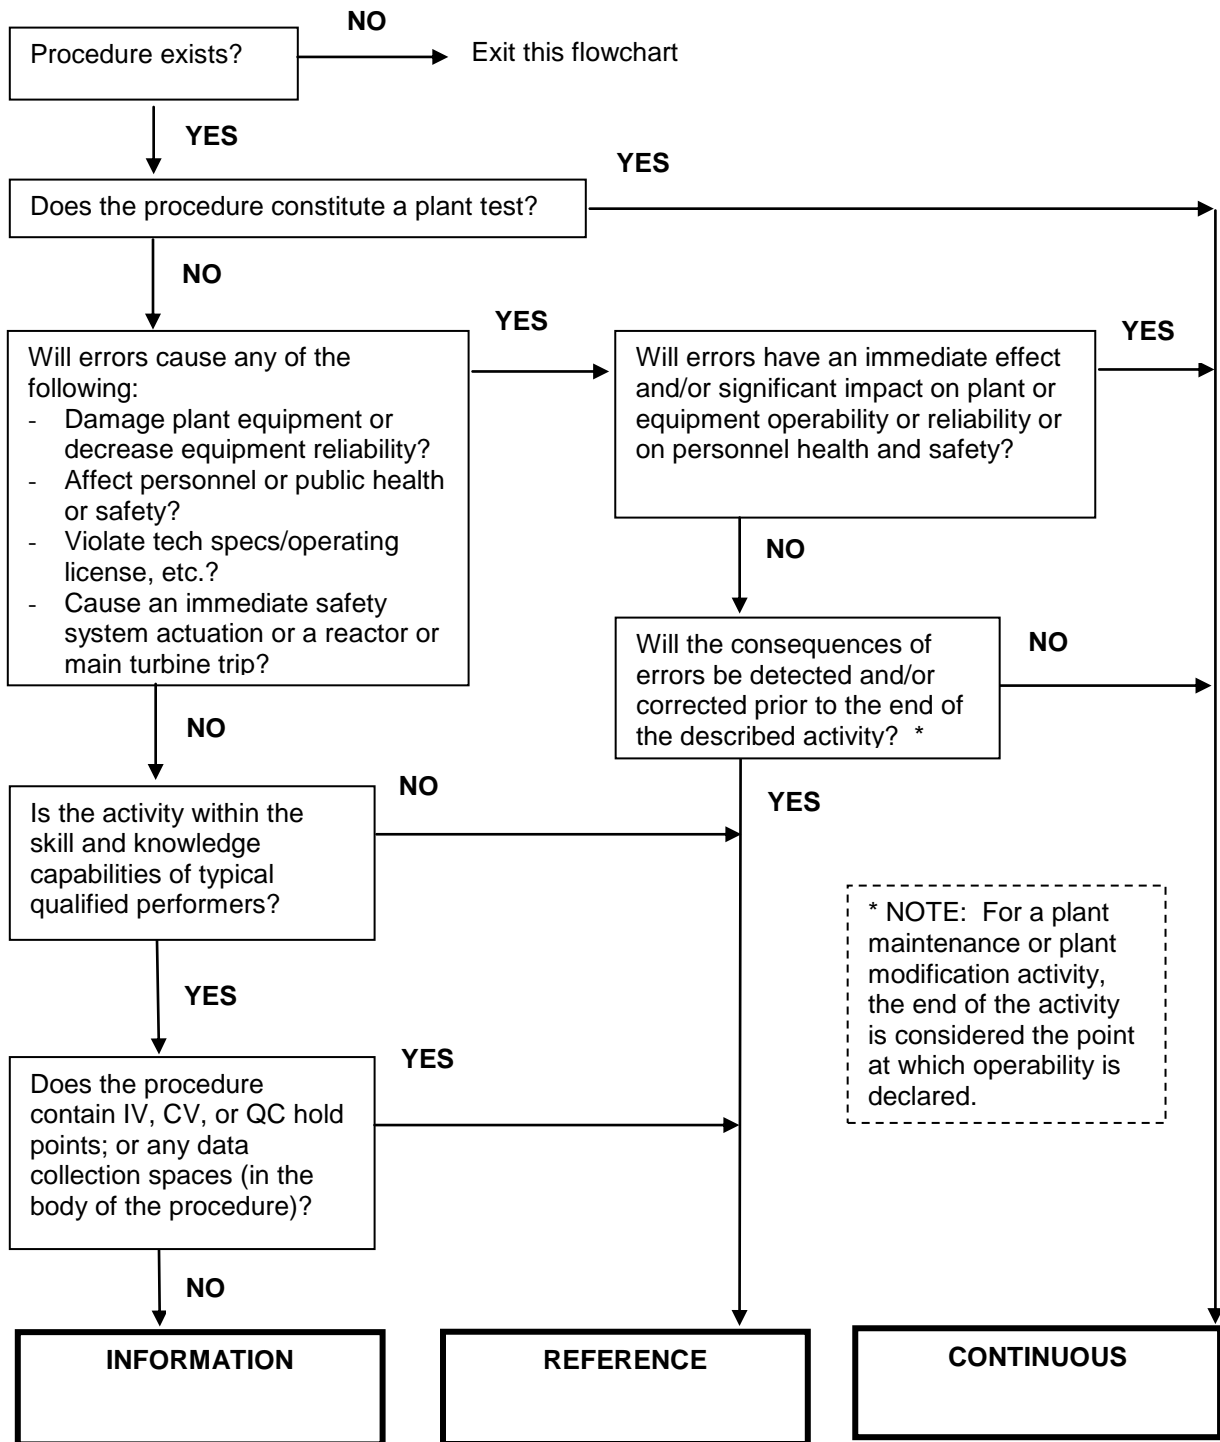 NO
Procedure exists?
Exit this flowchart
YES
YES
Does the procedure constitute a plant test?
NO
YES
YES
Will errors cause any of the
following:
- Damage plant equipment or
decrease equipment reliability?
- Affect personnel or public health
or safety?
- Violate tech specs/operating
license, etc.?
- Cause an immediate safety
system actuation or a reactor or
main turbine trip?
Will errors have an immediate effect
and/or significant impact on plant or
equipment operability or reliability or
on personnel health and safety?
NO
Will the consequences of
errors be detected and/or
corrected prior to the end of
the described activity? *
NO
NO
YES
Is the activity within the
skill and knowledge
capabilities of typical
qualified performers?
NO
* NOTE: For a plant
maintenance or plant
modification activity,
the end of the activity
is considered the point
at which operability is
declared.
YES
Does the procedure
contain IV, CV, or QC hold
points; or any data
collection spaces (in the
body of the procedure)?
YES
NO
INFORMATION
REFERENCE
CONTINUOUS